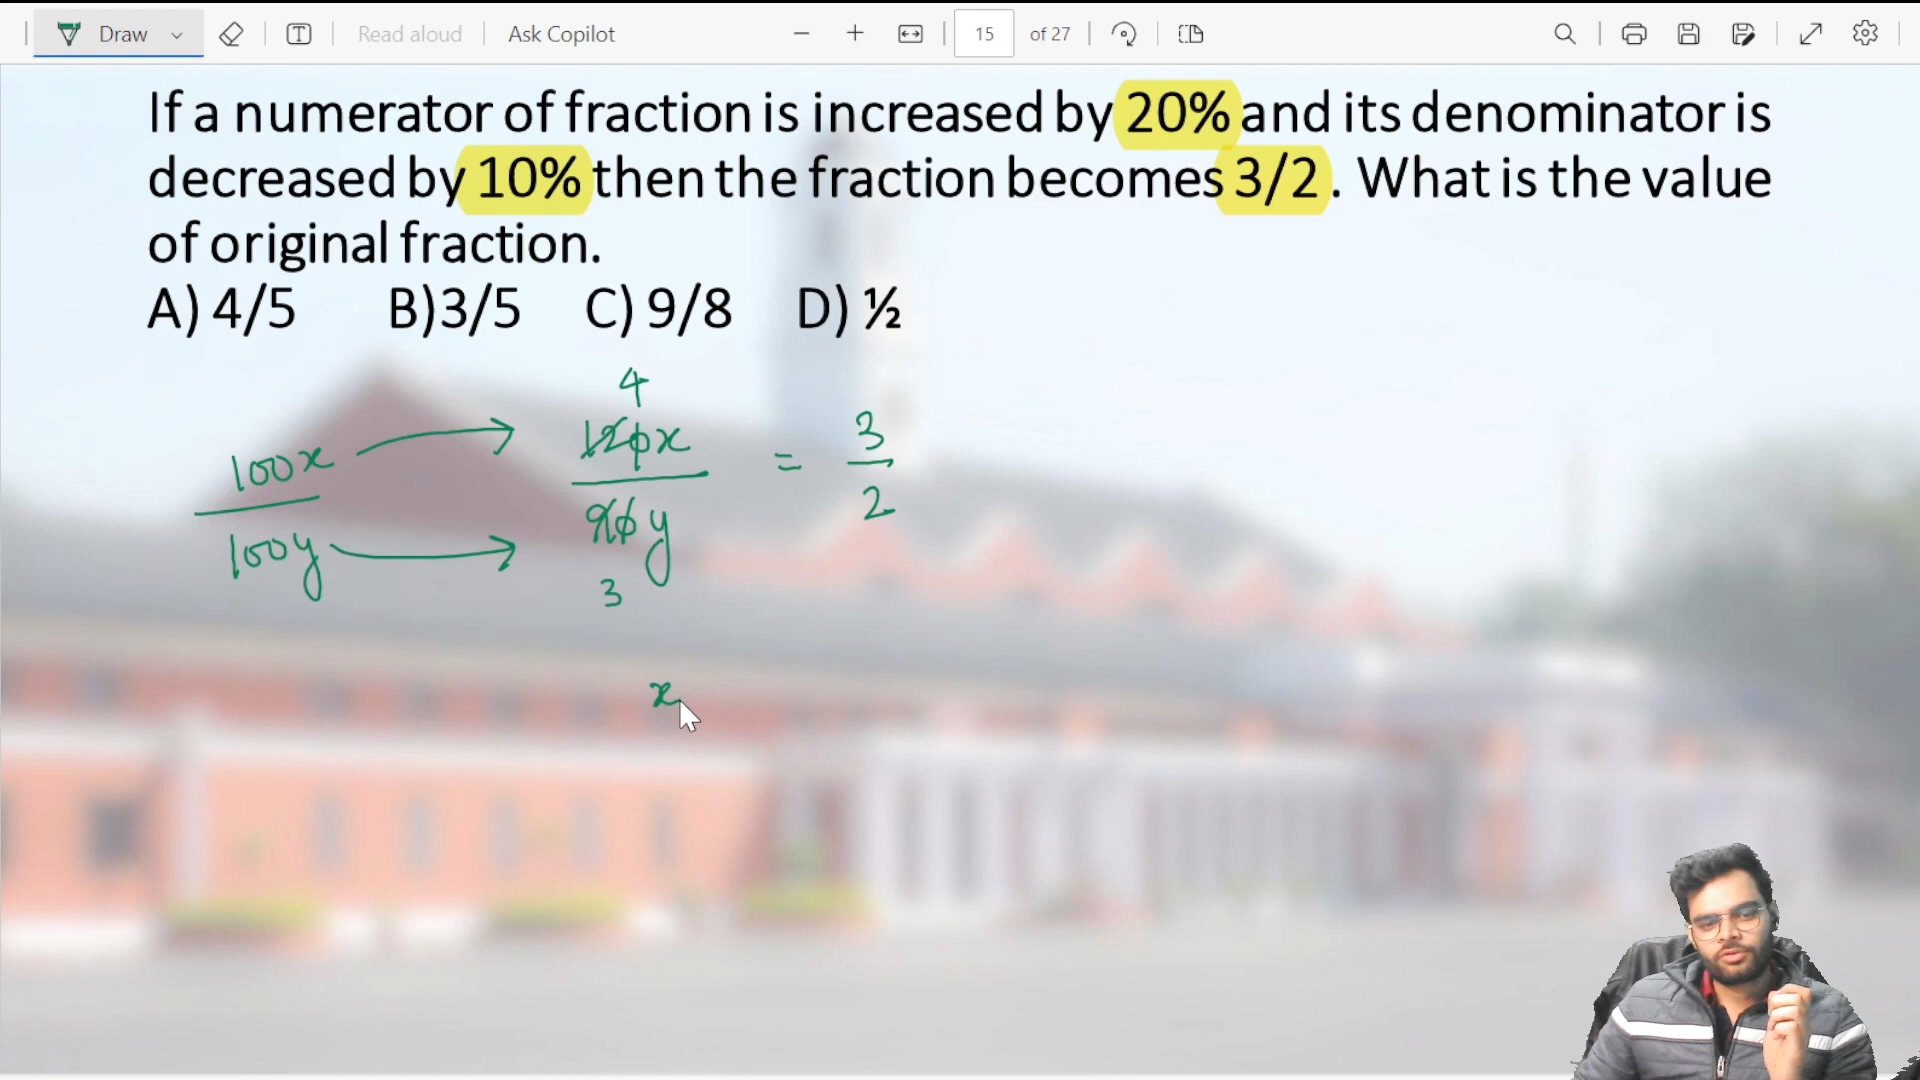 Draw Read aloud Ask Copilot 15 of 27
If a numerator of fraction is increased by 20% and its denominator is
decreased by 10% then the fraction becomes 3/2 . What is the value
of original fraction.
A) 4/5 B)3/5 C) 9/8 D) ½
4
100x 120x = 3
100y 90y 2
3
x